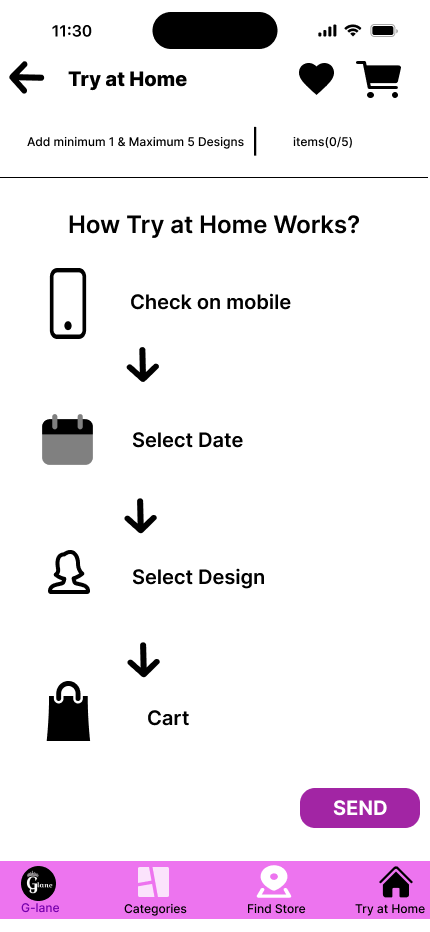 11:30
Try at Home
Add minimum 1 & Maximum 5 Designs
items(0/5)
How Try at Home Works?
Check on mobile
Select Date
Select Design
Cart
SEND
Glane
G-lane
Categories
Find Store
Try at Home